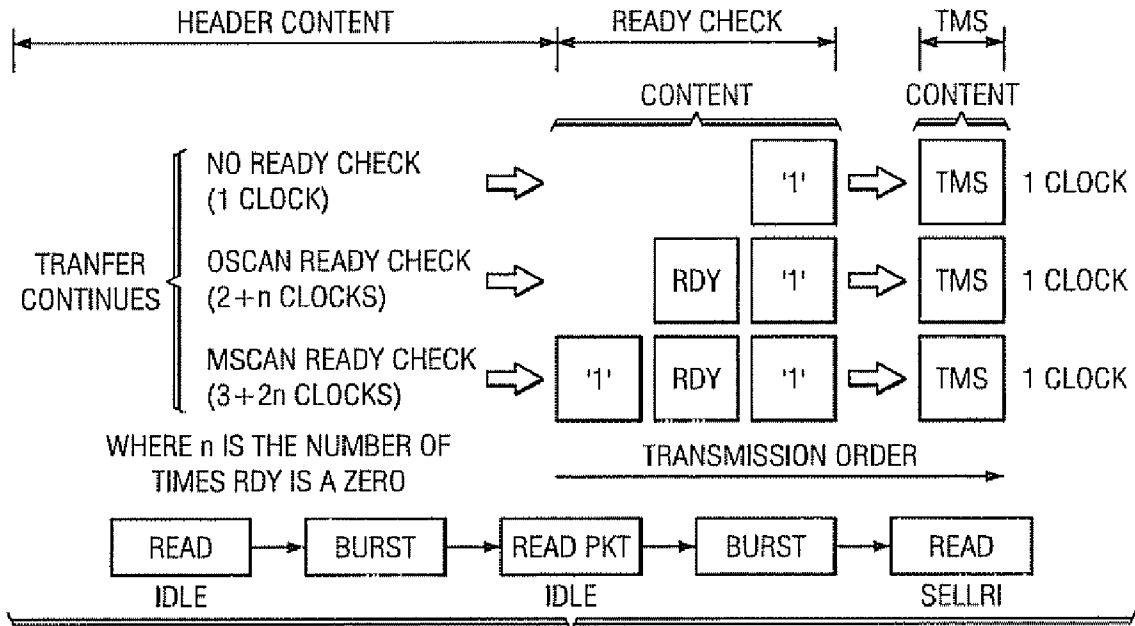 HEADER CONTENT
READY CHECK
TMS
CONTENT
CONTENT
NO READY CHECK
(1 CLOCK)
'1'
TMS
1 CLOCK
TRANFER
CONTINUES
OSCAN READY CHECK
(2+n CLOCKS)
RDY
'1'
TMS
1 CLOCK
MSCAN READY CHECK
(3+2n CLOCKS)
'1'
RDY
'1'
TMS
1 CLOCK
WHERE n IS THE NUMBER OF
TIMES RDY IS A ZERO
TRANSMISSION ORDER
READ
BURST
READ PKT
BURST
READ
IDLE
IDLE
SELLRI